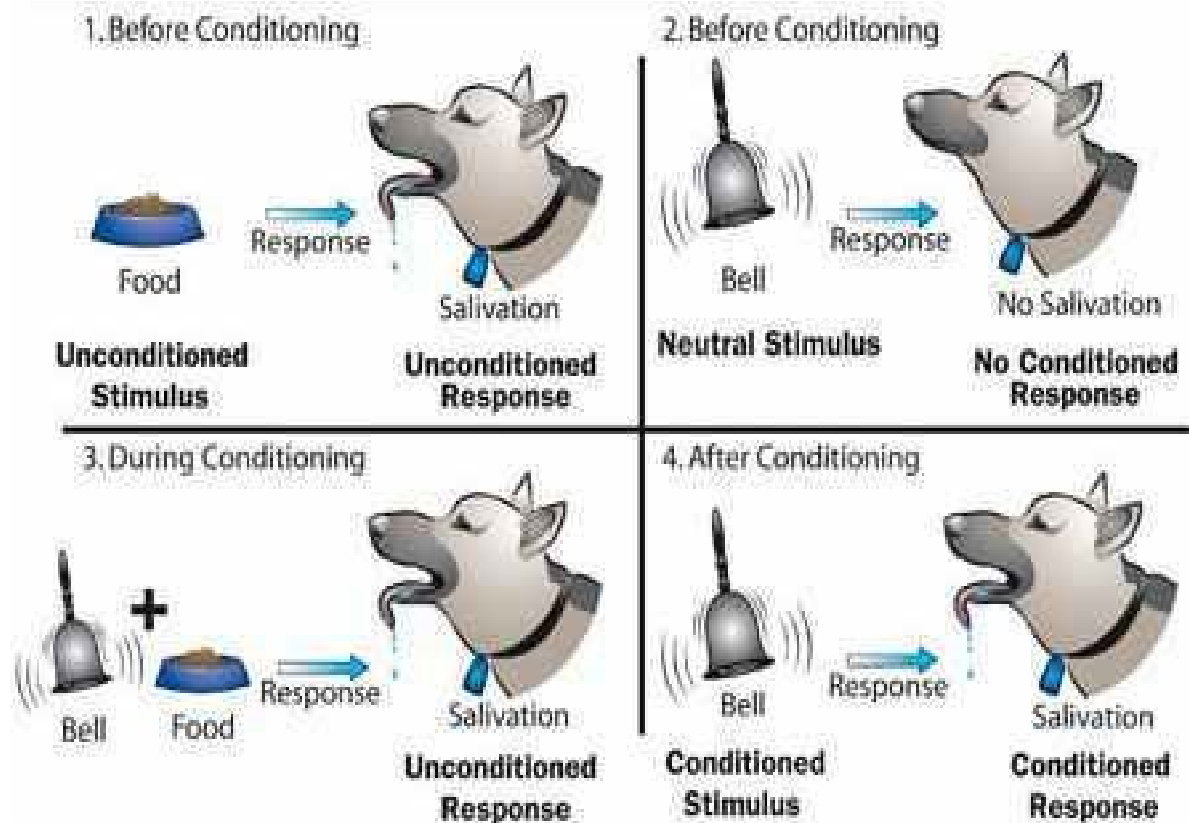 1. Before Conditioning
Food
Response
Salivation
Unconditioned
Stimulus
Unconditioned
Response
2. Before Conditioning
Bell
Response
No Salivation
Neutral Stimulus
No Conditioned
Response
3. During Conditioning
Bell
+
Food
Response
Salivation
Unconditioned
Response
4. After Conditioning
Bell
Response
Salivation
Conditioned
Stimulus
Conditioned
Response